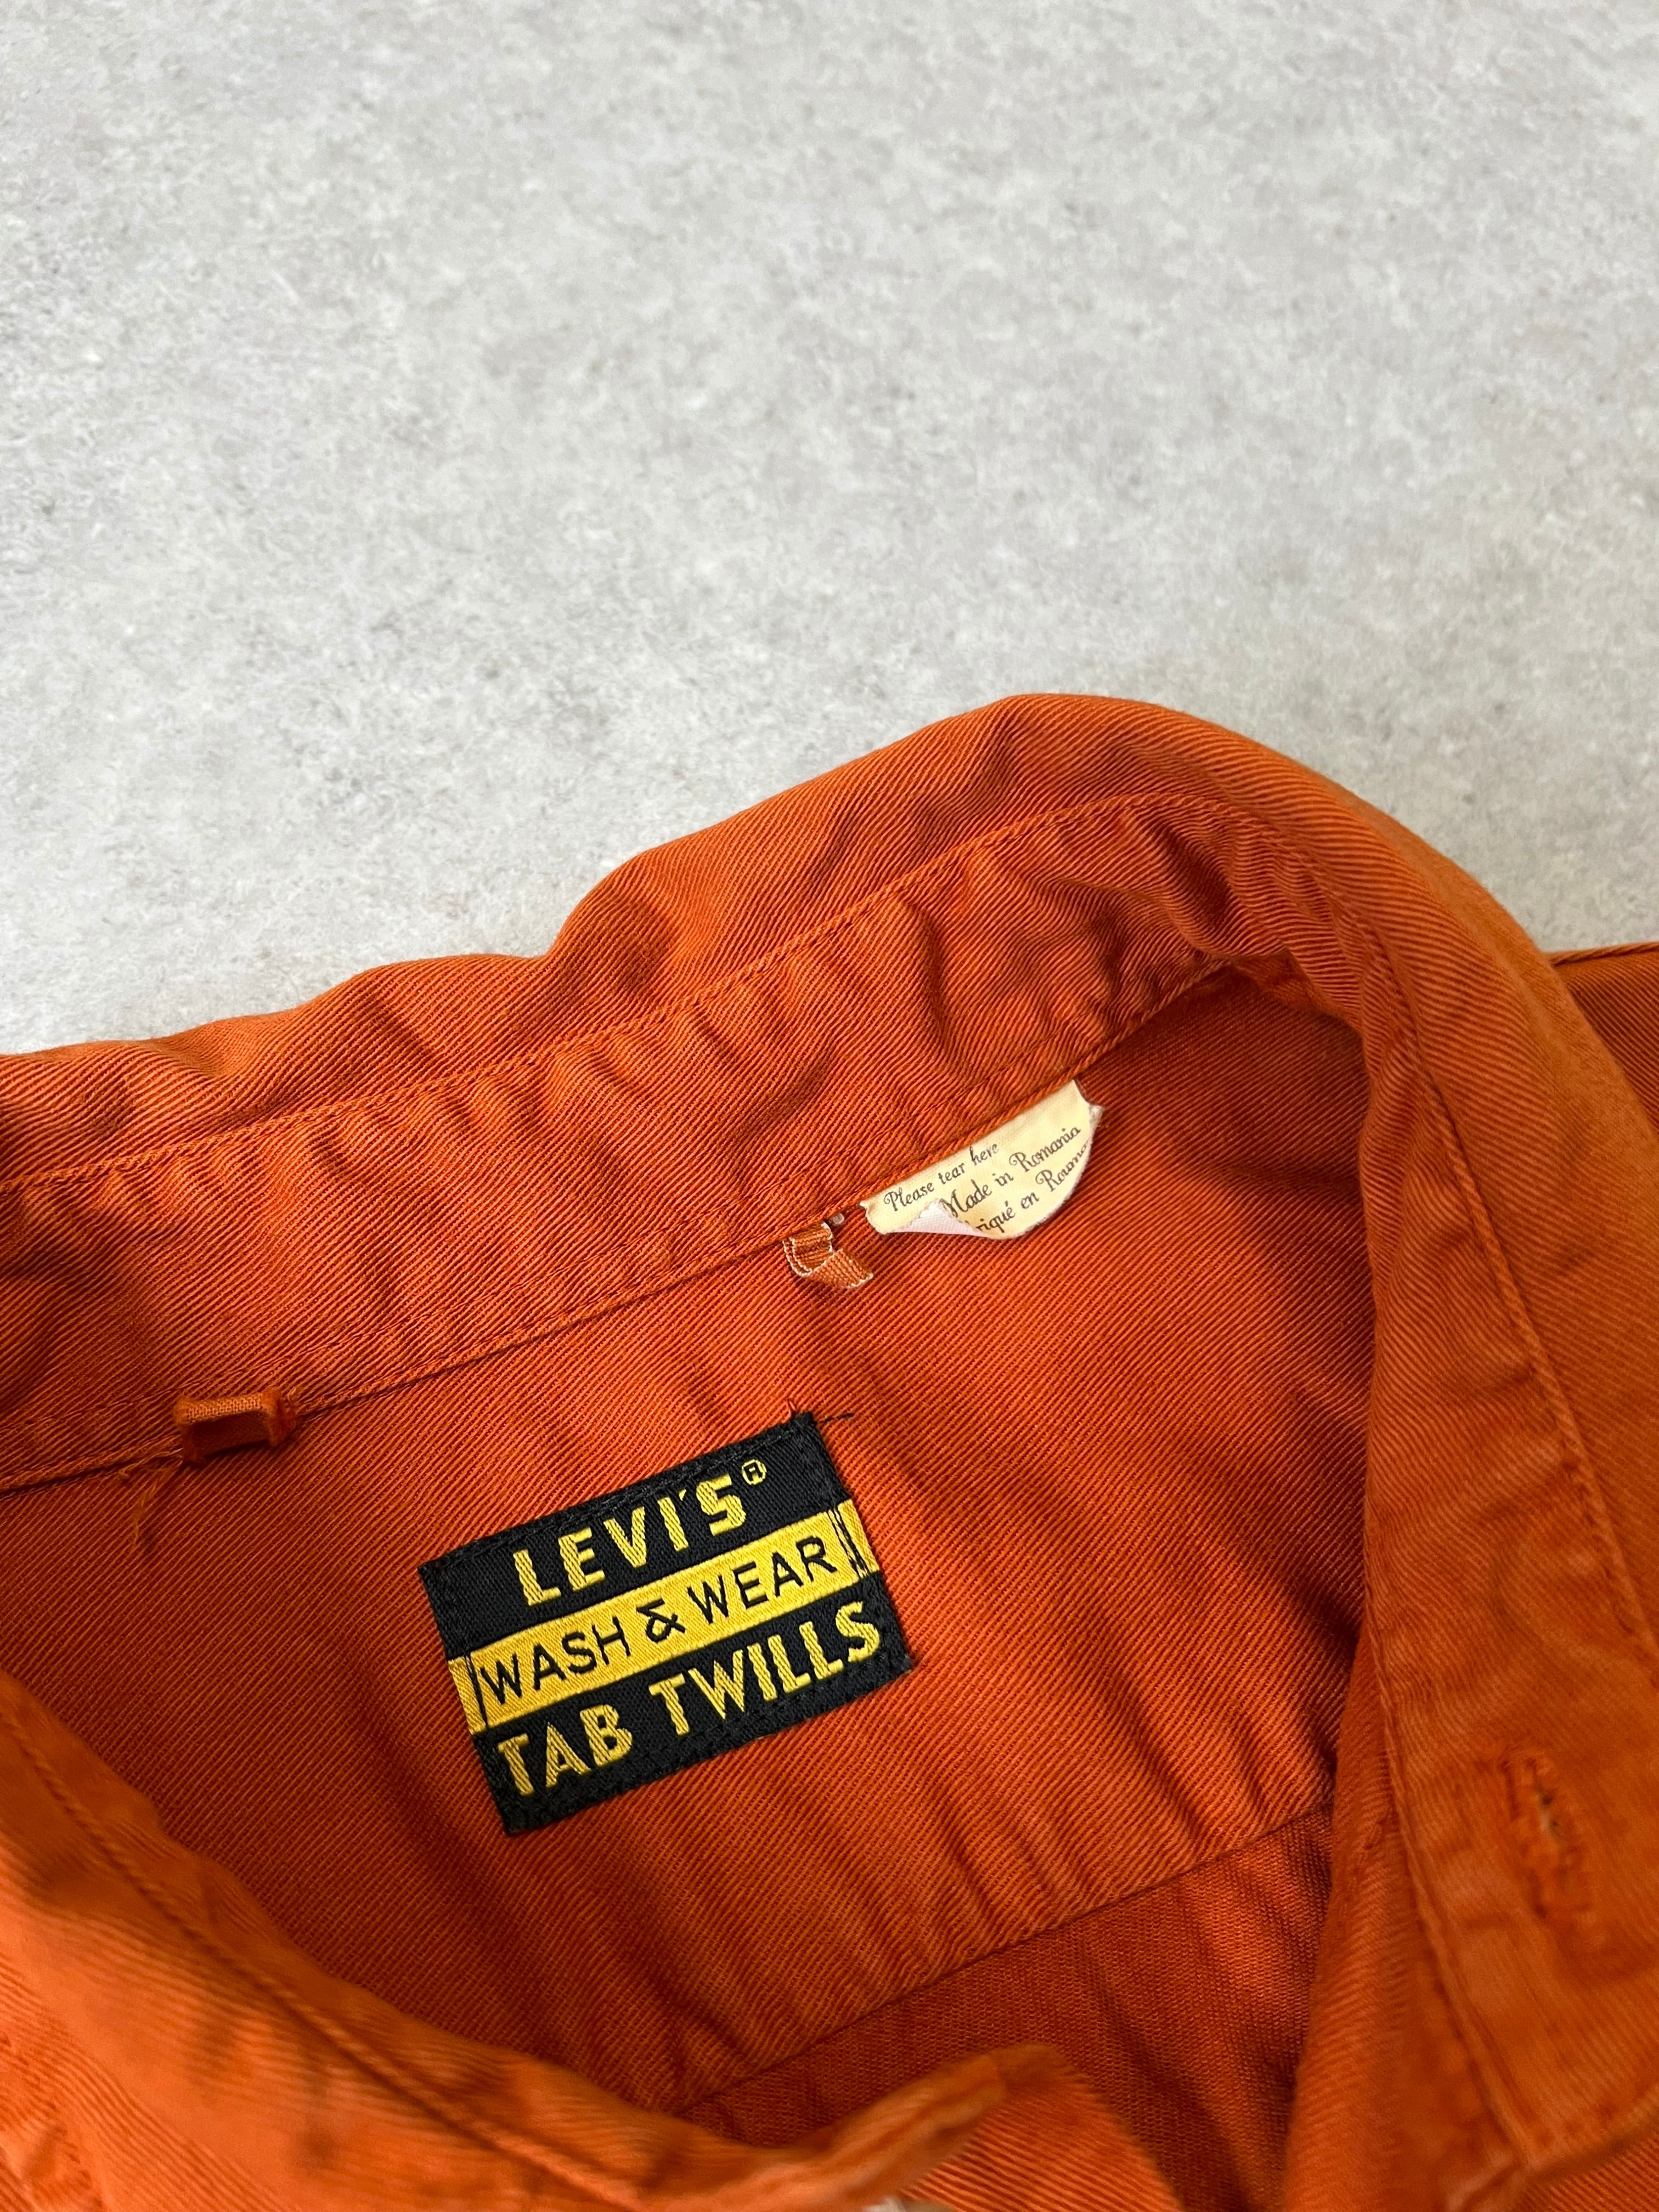 Please tear here
Made in Romania
LEVI'S®
WASH & WEAR
TAB TWILLS